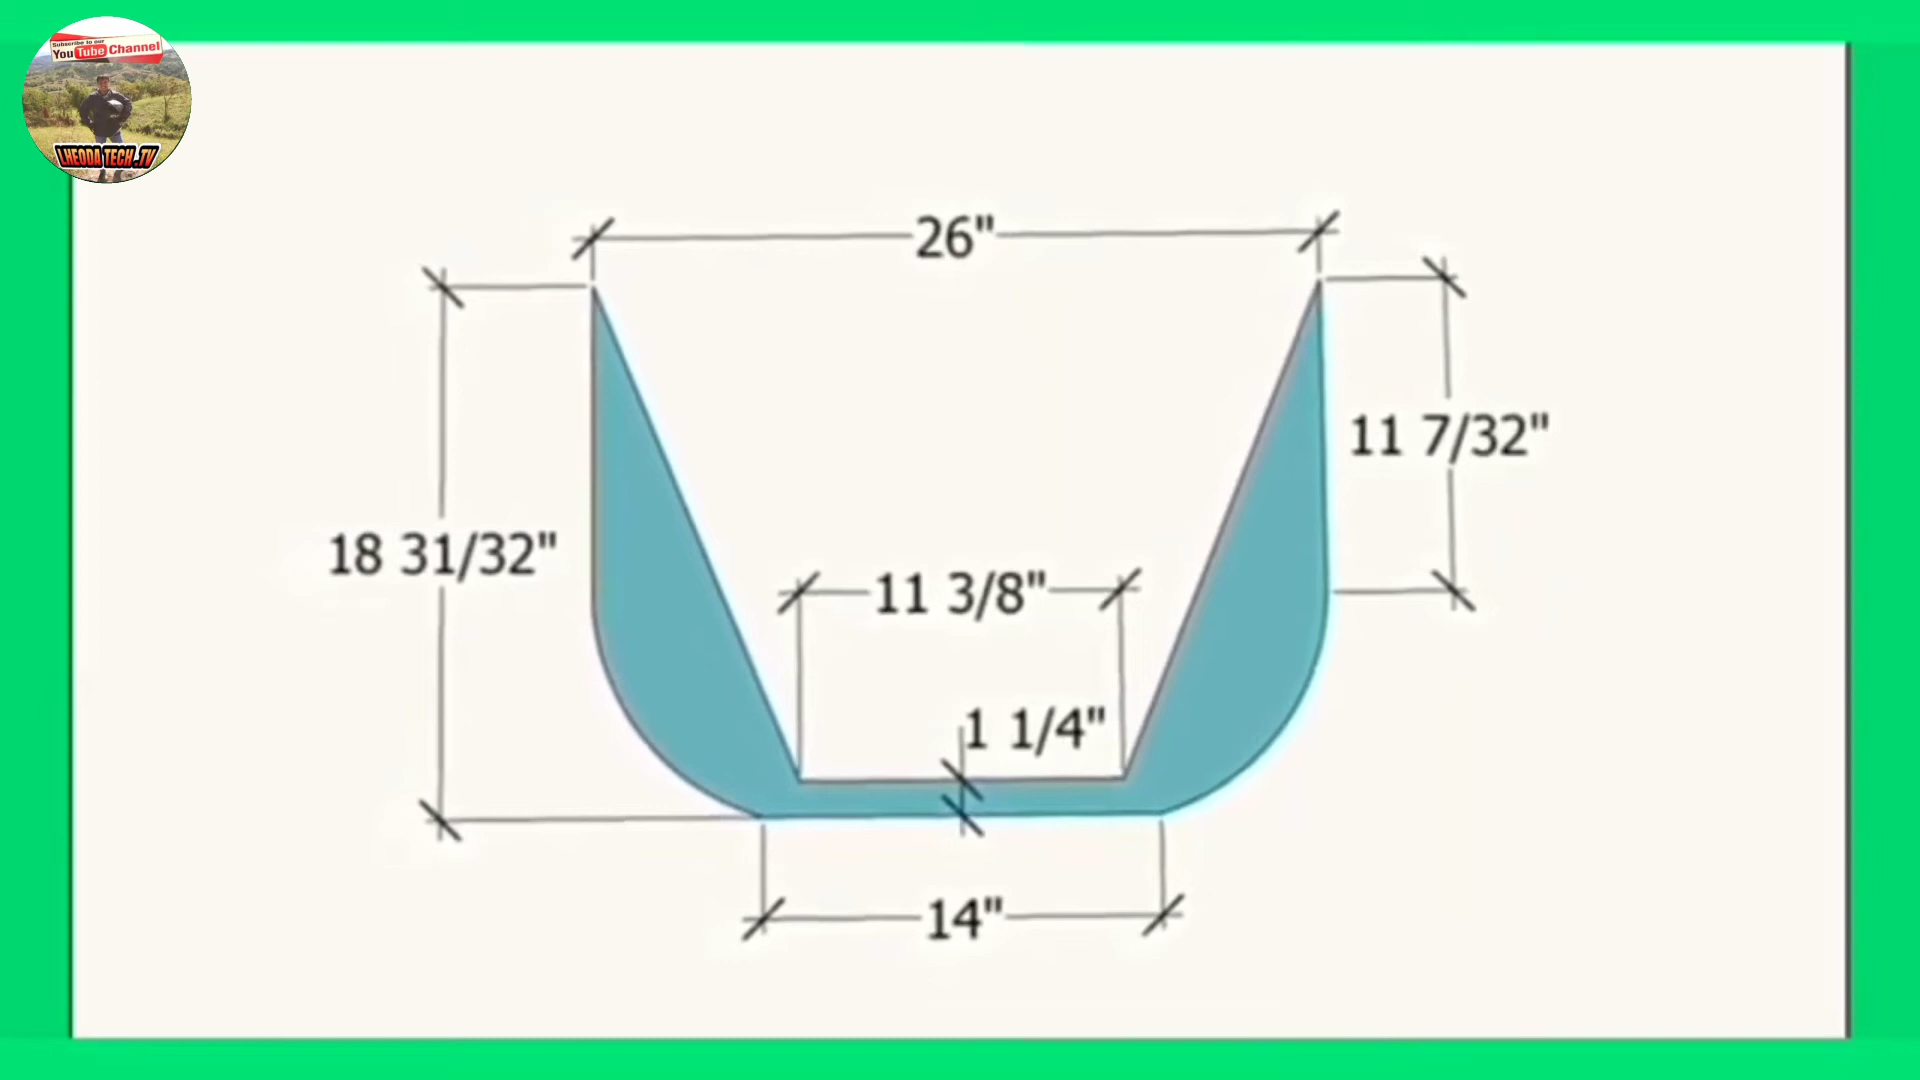 Subscribe to our
YouTube Channel
LHEODA TECH.TV
26"
11 7/32"
18 31/32"
11 3/8"
1 1/4"
14"